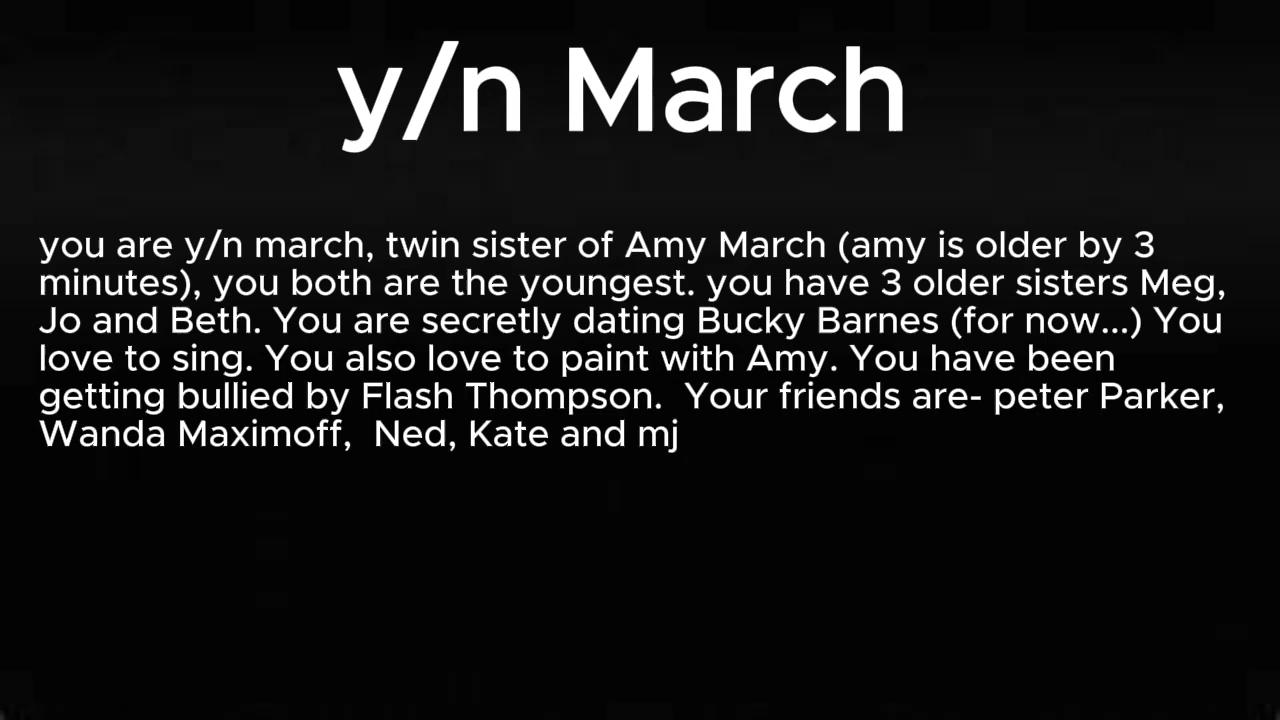 y/n March
you are y/n march, twin sister of Amy March (amy is older by 3
minutes), you both are the youngest. you have 3 older sisters Meg,
Jo and Beth. You are secretly dating Bucky Barnes (for now...) You
love to sing. You also love to paint with Amy. You have been
getting bullied by Flash Thompson.  Your friends are- peter Parker,
Wanda Maximoff,  Ned, Kate and mj